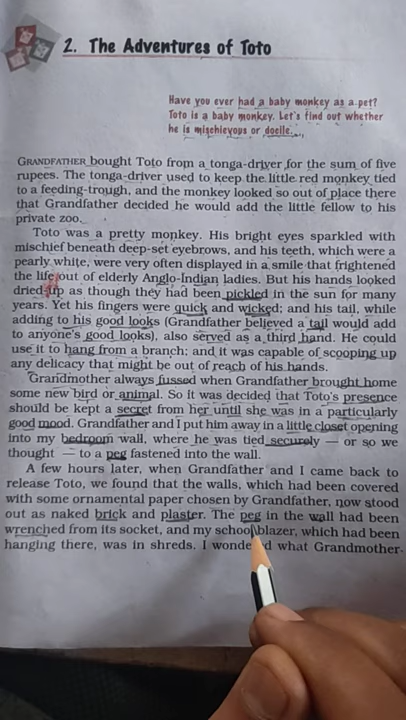 2. The Adventures of Toto
Have you ever had a baby monkey as a pet?
Toto is a baby monkey. Let's find out whether
he is mischievous or docile.
GRANDFATHER bought Toto from a tonga-driver for the sum of five
rupees. The tonga-driver used to keep the little red monkey tied
to a feeding-trough, and the monkey looked so out of place there
that Grandfather decided he would add the little fellow to his
private zoo.
Toto was a pretty monkey. His bright eyes sparkled with
mischief beneath deep-set eyebrows, and his teeth, which were a
pearly white, were very often displayed in a smile that frightened
the life out of elderly Anglo-Indian ladies. But his hands looked
dried up as though they had been pickled in the sun for many
years. Yet his fingers were quick and wicked; and his tail, while
adding to his good looks (Grandfather believed a tail would add
to anyone's good looks), also served as a third hand. He could
use it to hang from a branch; and it was capable of scooping up
any delicacy that might be out of reach of his hands.
Grandmother always fussed when Grandfather brought home
some new bird or animal. So it was decided that Toto's presence
should be kept a secret from her until she was in a particularly
good mood. Grandfather and I put him away in a little closet opening
into my bedroom wall, where he was tied securely — or so we
thought — to a peg fastened into the wall.
A few hours later, when Grandfather and I came back to
release Toto, we found that the walls, which had been covered
with some ornamental paper chosen by Grandfather, now stood
out as naked brick and plaster. The peg in the wall had been
wrenched from its socket, and my school blazer, which had been
hanging there, was in shreds. I what Grandmother